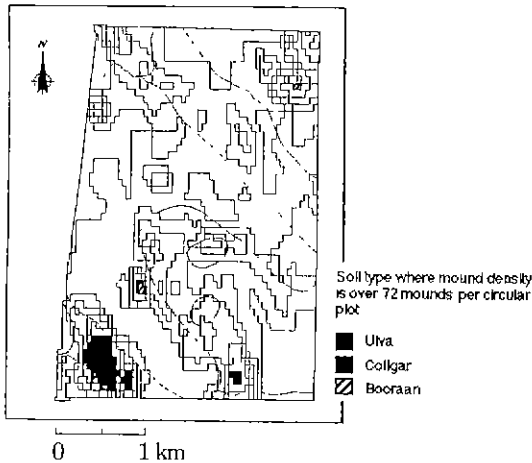 N
Soil type where mound density
is over 72 mounds per circular
plot
Ulva
Collgar
Booraan
0 1 km